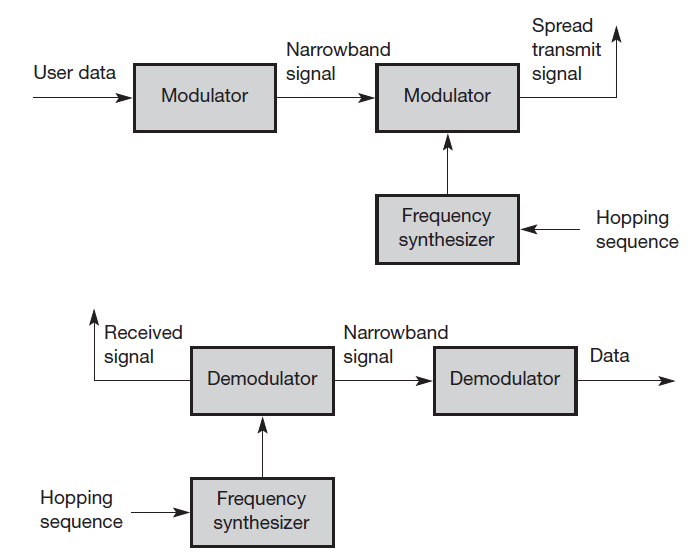 Spread
transmit
signal
Narrowband
signal
User data
Modulator
Modulator
Frequency
synthesizer
Hopping
sequence
Received
signal
Narrowband
signal
Data
Demodulator
Demodulator
Hopping
sequence
Frequency
synthesizer